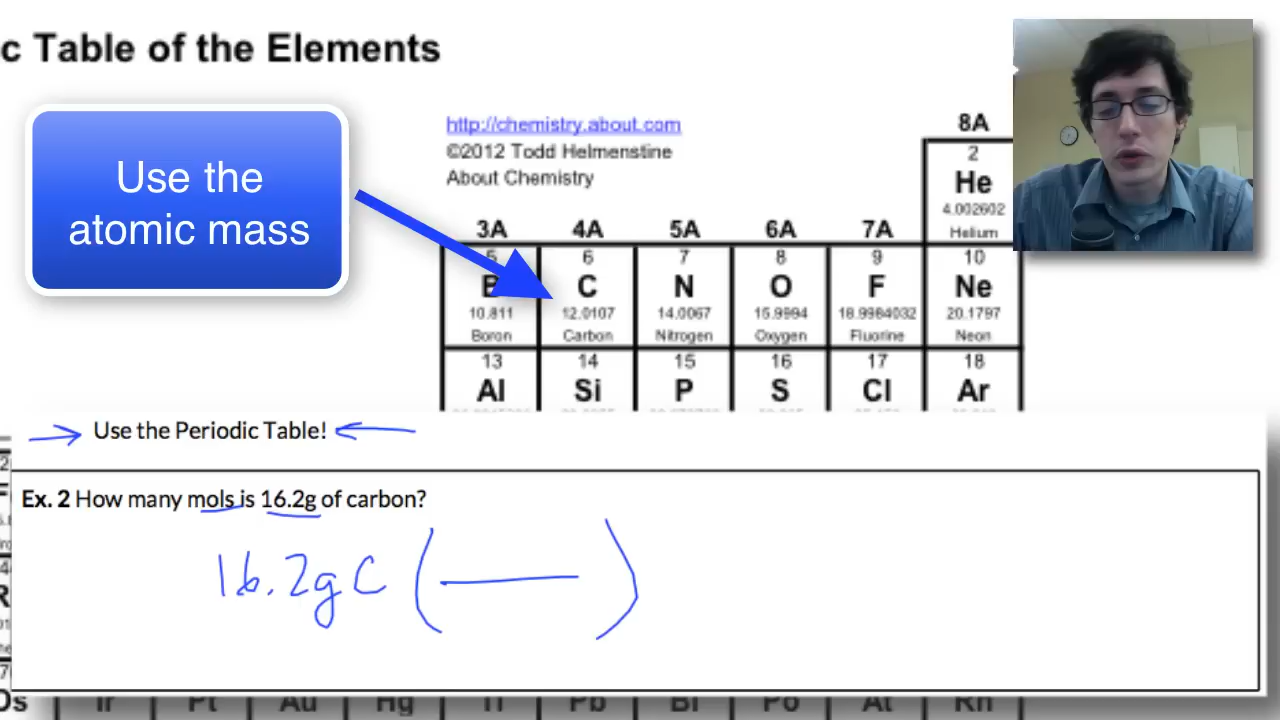 c Table of the Elements
Use the
atomic mass
http://chemistry.about.com
©2012 Todd Helmenstine
About Chemistry
8A
2
He
4.002602
Helium
3A 4A 5A 6A 7A
5 6 7 8 9 10
B C N O F Ne
10.811 12.0107 14.0067 15.9994 18.9984032 20.1797
Boron Carbon Nitrogen Oxygen Fluorine Neon
13 14 15 16 17 18
Al Si P S Cl Ar
Use the Periodic Table!
Ex. 2 How many mols is 16.2g of carbon?
16.2g C
Os Ir Pt Au Hg Tl Pb Bi Po At Rn